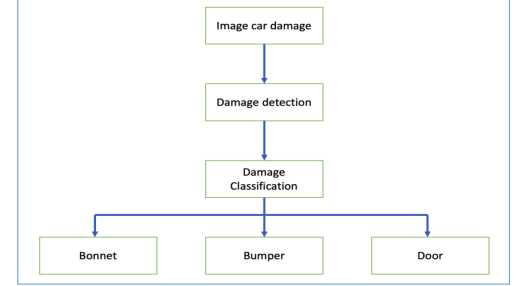 Image car damage
Damage detection
Damage
Classification
Bonnet
Bumper
Door